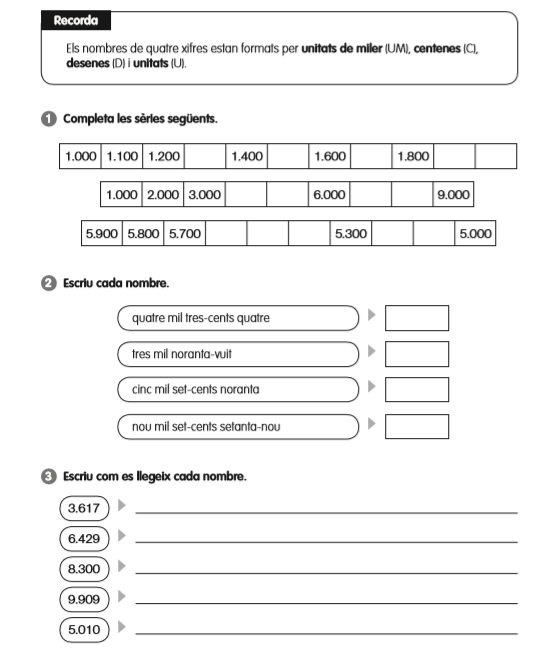 Recorda
Els nombres de quatre xifres estan formats per unitats de miler (UM), centenes (C),
desenes (D) i unitats (U).
1 Completa les sèries següents.
1.000 1.100 1.200 1.400 1.600 1.800
1.000 2.000 3.000 6.000 9.000
5.900 5.800 5.700 5.300 5.000
2 Escriu cada nombre.
quatre mil tres-cents quatre
tres mil noranta-vuit
cinc mil set-cents noranta
nou mil set-cents setanta-nou
3 Escriu com es llegeix cada nombre.
3.617
6.429
8.300
9.909
5.010